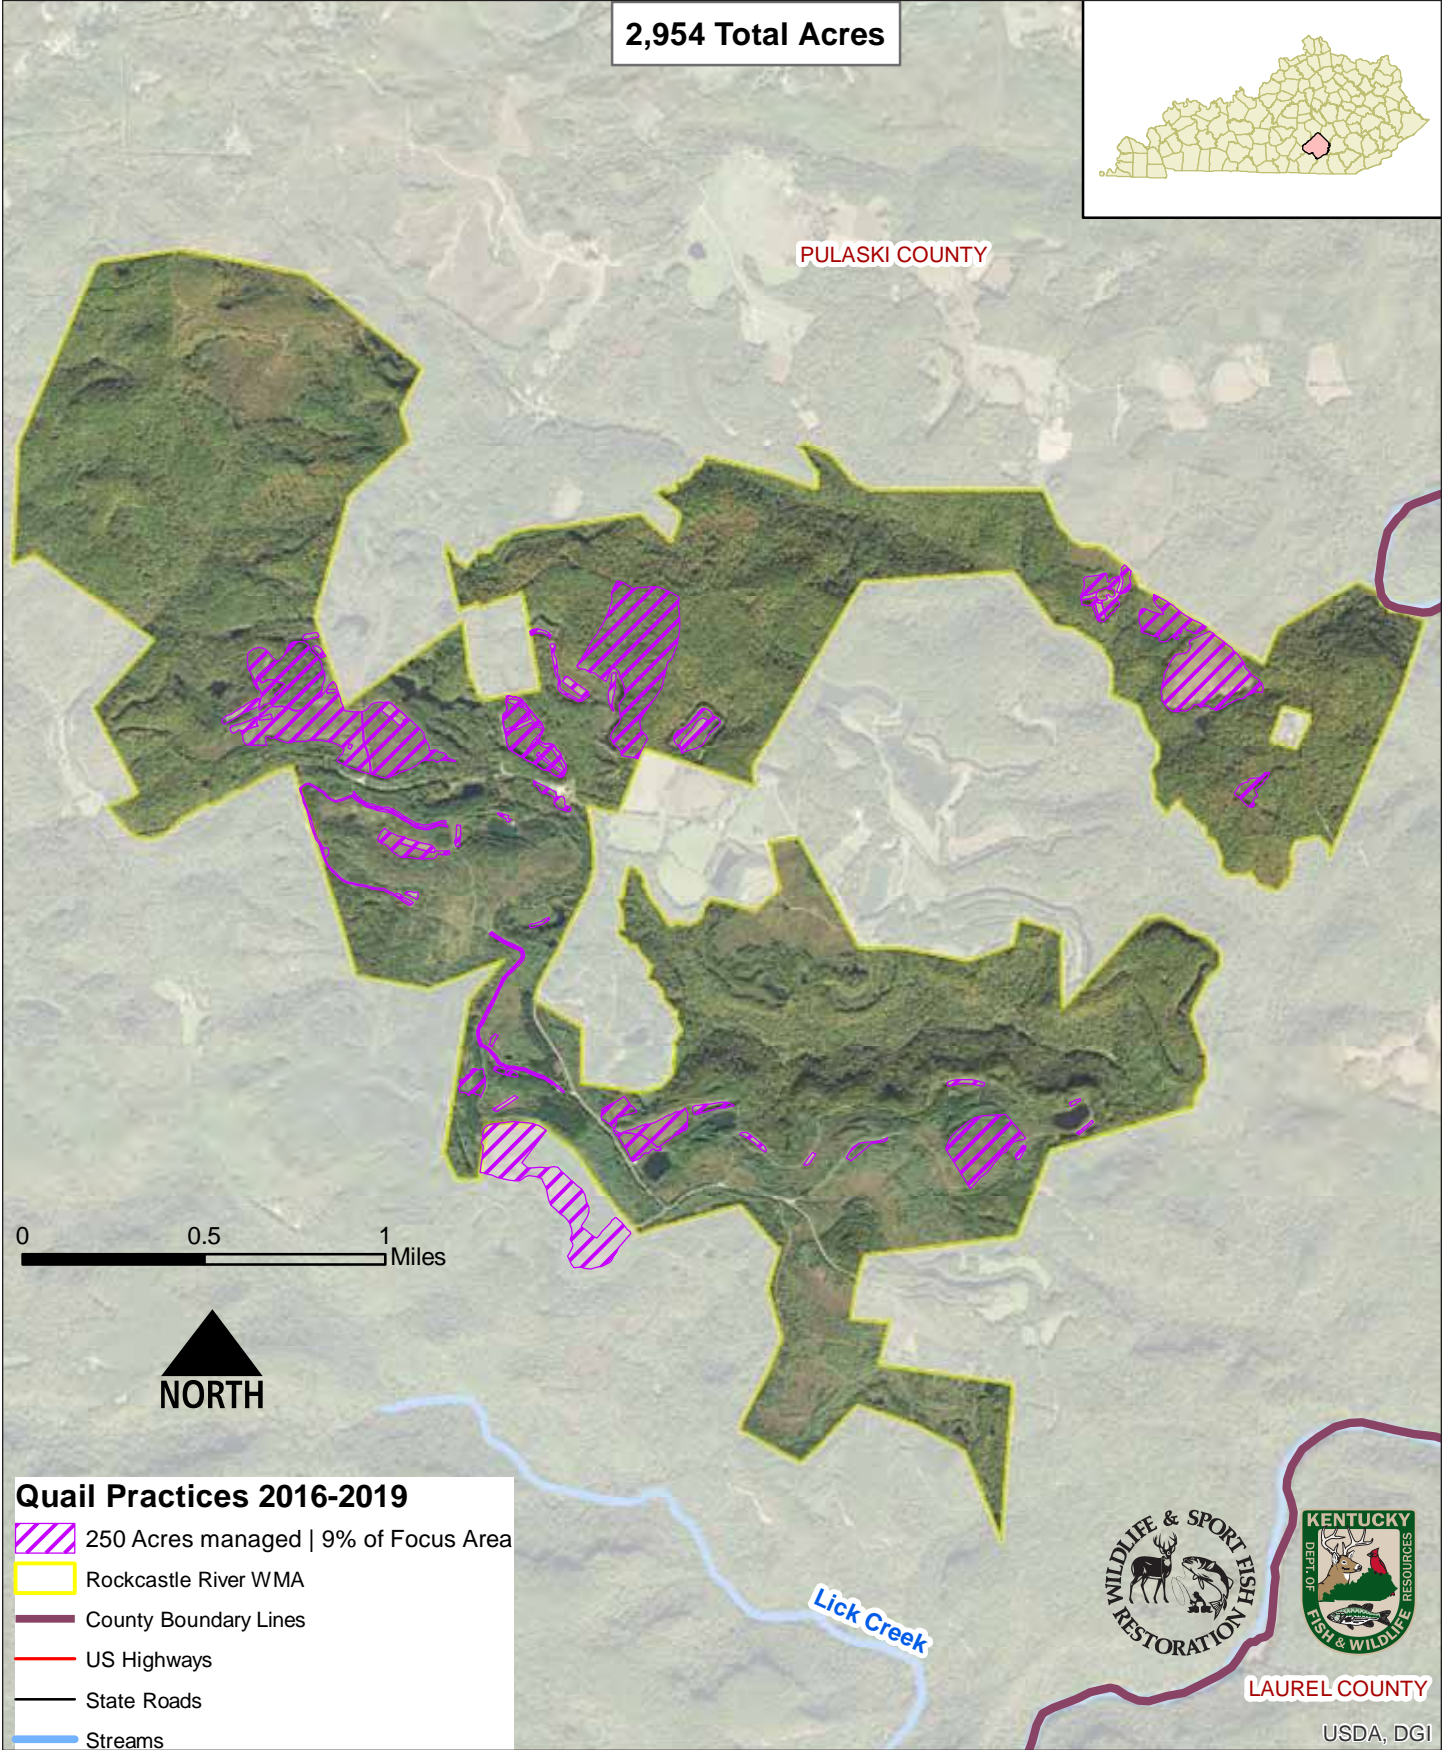 2,954 Total Acres
PULASKI COUNTY
0 0.5 1
Miles
NORTH
Quail Practices 2016-2019
250 Acres managed | 9% of Focus Area
Rockcastle River WMA
County Boundary Lines
US Highways
State Roads
Streams
Lick Creek
WILDLIFE & SPORT FISH
RESTORATION
KENTUCKY
DEPT. OF
FISH & WILDLIFE
RESOURCES
LAUREL COUNTY
USDA, DGI